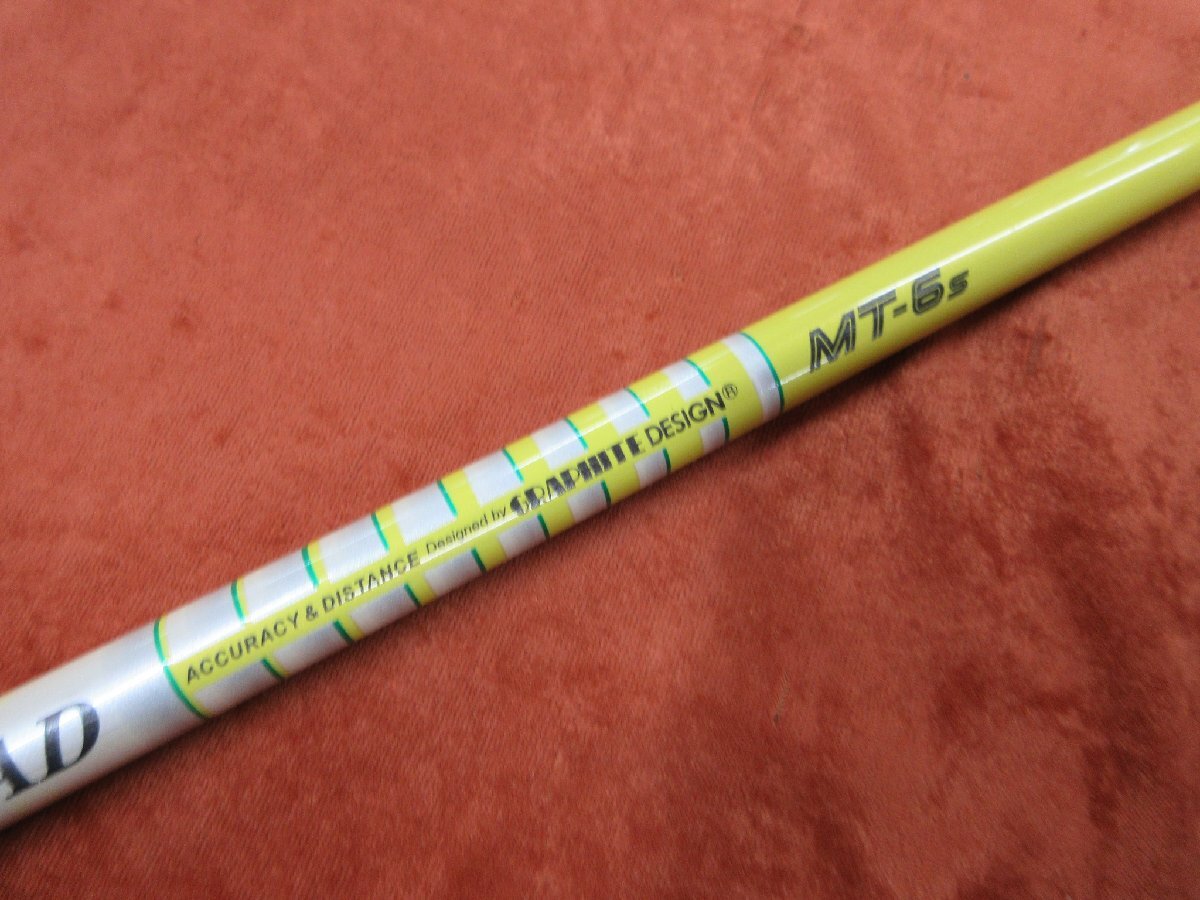 AD
ACCURACY & DISTANCE Designed by GRAPHITE DESIGN®
MT-6s